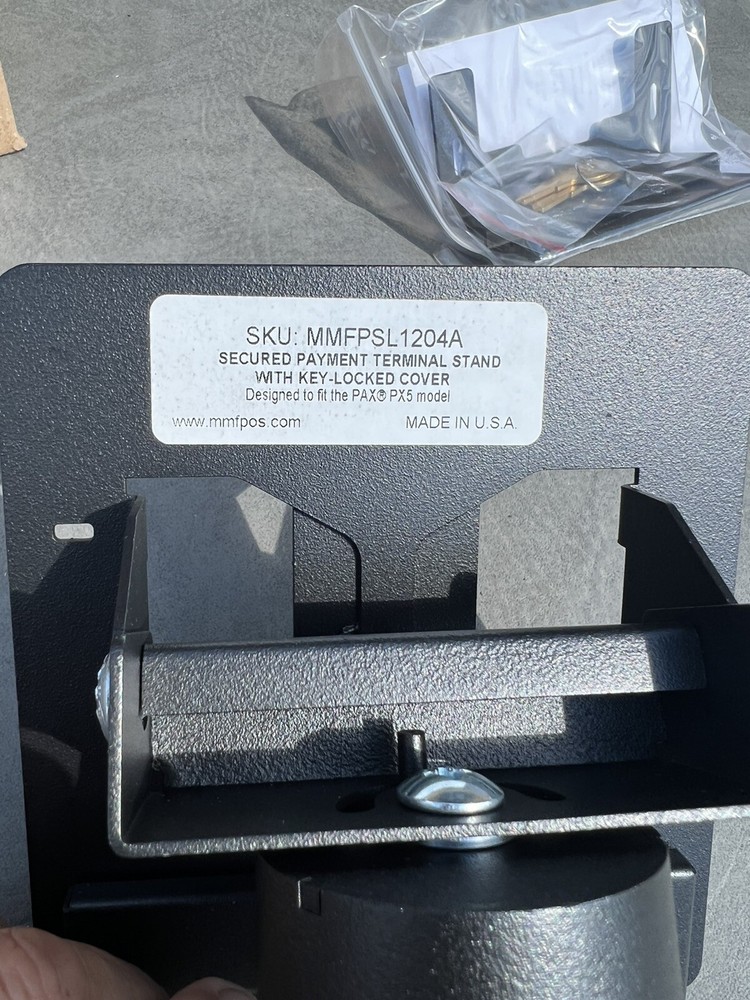 SKU: MMFPSL1204A
SECURED PAYMENT TERMINAL STAND
WITH KEY-LOCKED COVER
Designed to fit the PAX® PX5 model
www.mmfpos.com MADE IN U.S.A.